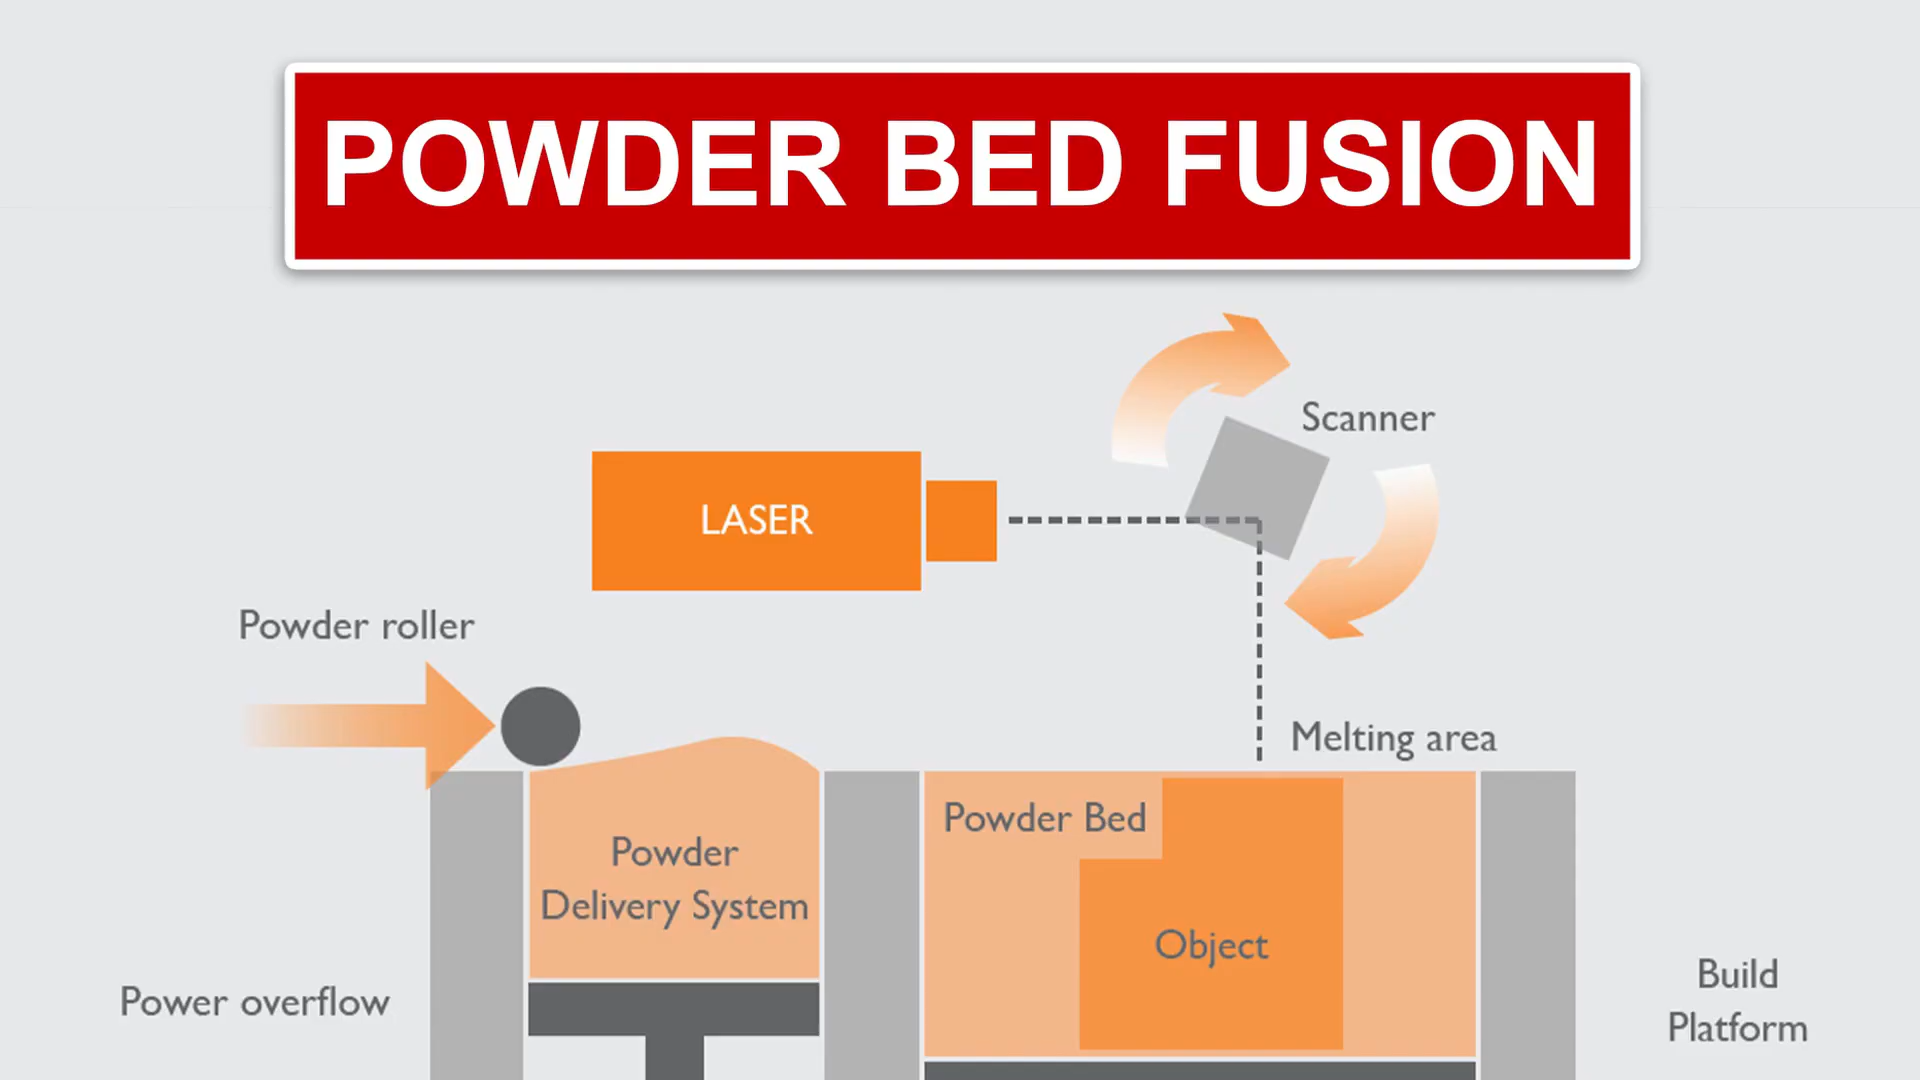 POWDER BED FUSION
Scanner
LASER
Powder roller
Melting area
Powder Bed
Powder
Delivery System
Object
Power overflow
Build
Platform